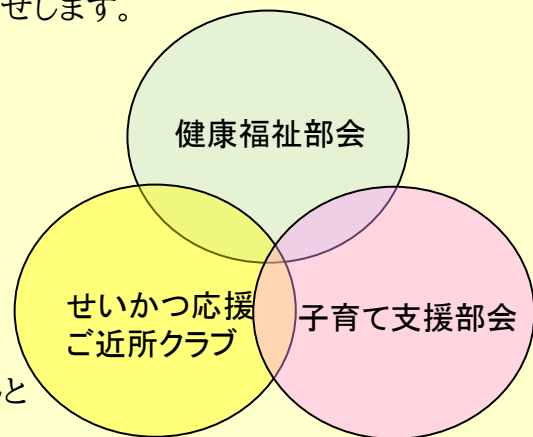 せします。
健康福祉部会
せいかつ応援
ご近所クラブ
子育て支援部会
と